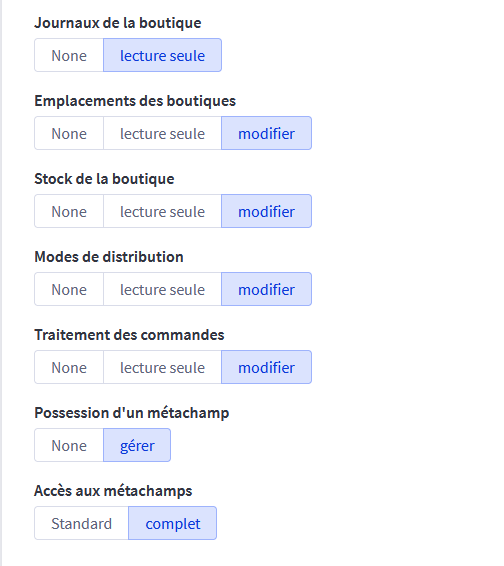 Journaux de la boutique
None lecture seule
Emplacements des boutiques
None lecture seule modifier
Stock de la boutique
None lecture seule modifier
Modes de distribution
None lecture seule modifier
Traitement des commandes
None lecture seule modifier
Possession d'un métachamp
None gérer
Accès aux métachamps
Standard complet